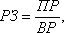 РЗ = ПР / ВР,